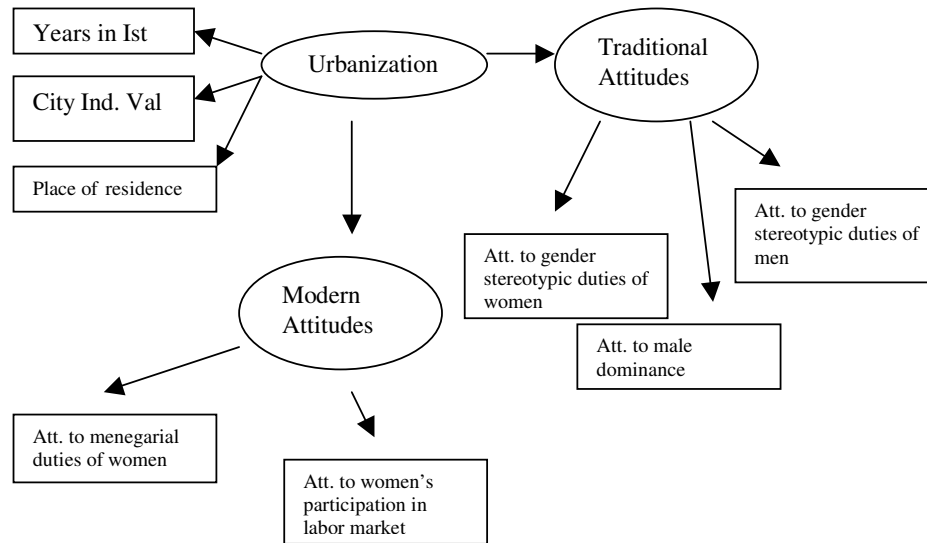 Years in Ist
City Ind. Val
Place of residence
Urbanization
Traditional
Attitudes
Att. to gender
stereotypic duties of
men
Att. to gender
stereotypic duties of
women
Att. to male
dominance
Modern
Attitudes
Att. to menegarial
duties of women
Att. to women’s
participation in
labor market